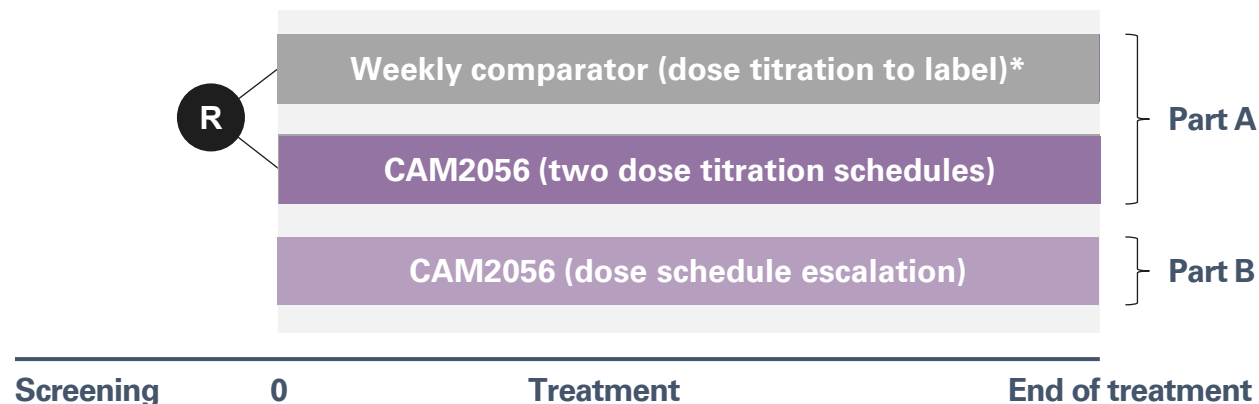 Weekly comparator (dose titration to label)*
R
Part A
CAM2056 (two dose titration schedules)
CAM2056 (dose schedule escalation)
Part B
Screening 0 Treatment End of treatment